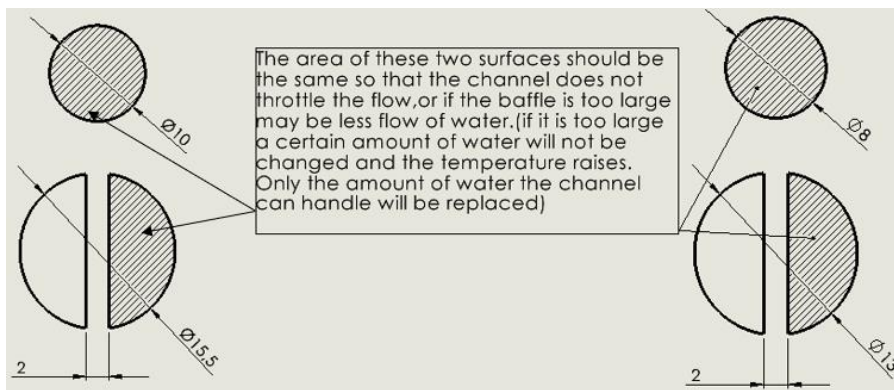 The area of these two surfaces should be
the same so that the channel does not
throttle the flow,or if the baffle is too large
may be less flow of water.(if it is too large
a certain amount of water will not be
changed and the temperature raises.
Only the amount of water the channel
can handle will be replaced)
Ø10
Ø8
Ø15,5
2
Ø13
2